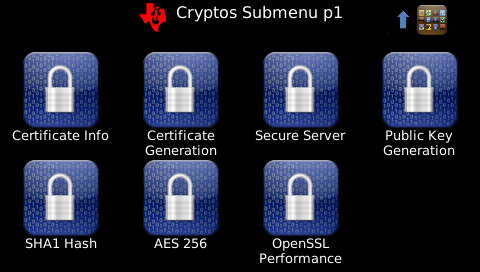 Cryptos Submenu p1
Certificate Info
Certificate
Generation
Secure Server
Public Key
Generation
SHA1 Hash
AES 256
OpenSSL
Performance